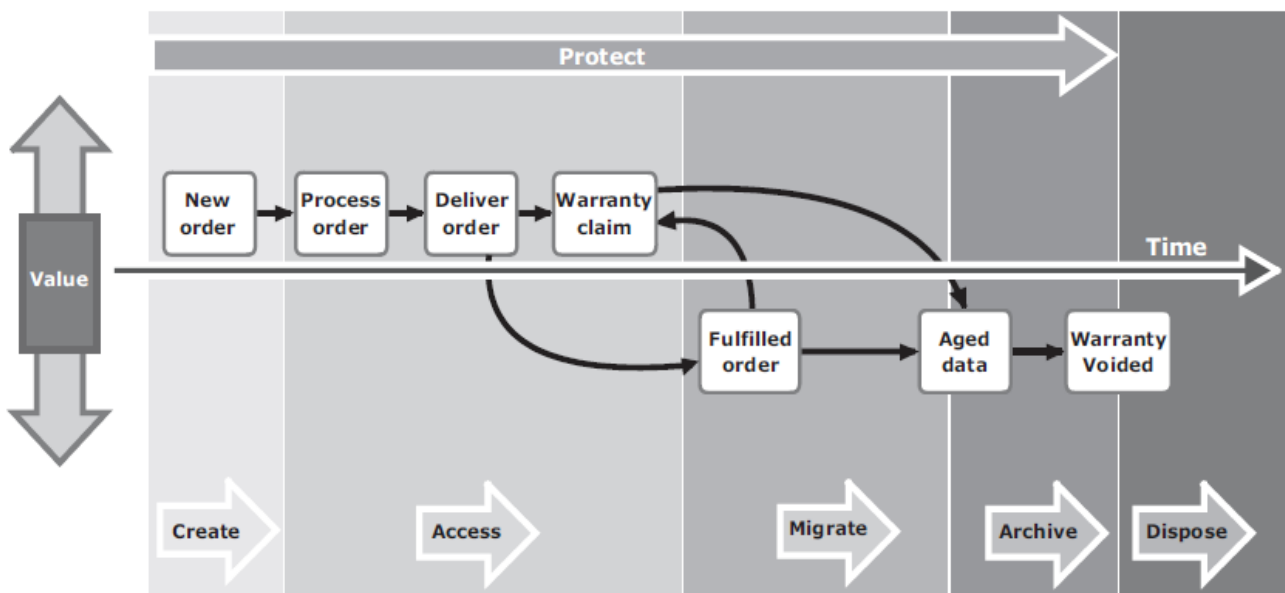 Protect
New
order
Process
order
Deliver
order
Warranty
claim
Time
Value
Fulfilled
order
Aged
data
Warranty
Voided
Create
Access
Migrate
Archive
Dispose